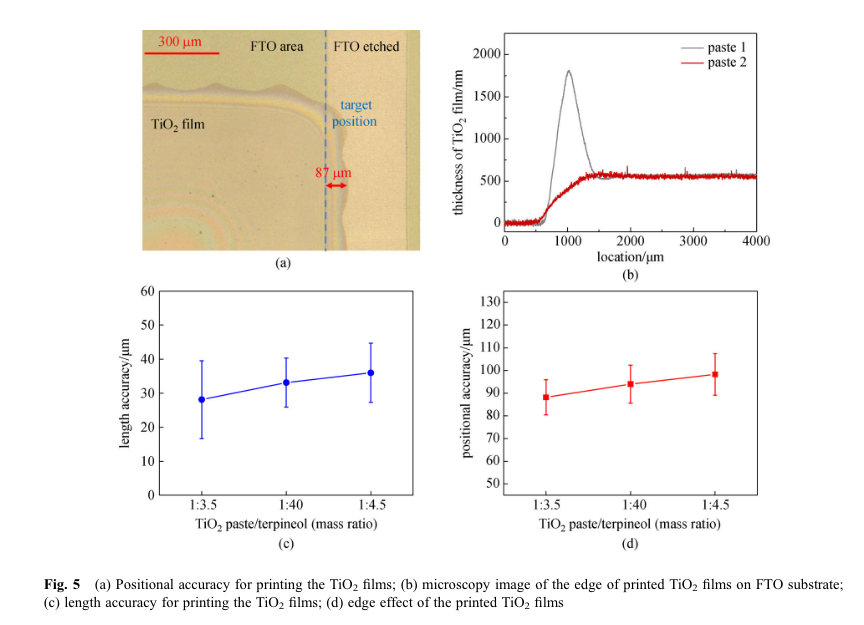 300 μm
FTO area
FTO etched
target
position
TiO₂ film
87 μm
(a)
thickness of TiO₂ film/nm
2000
1500
1000
500
0
paste 1
paste 2
0 1000 2000 3000 4000
location/μm
(b)
length accuracy/μm
60
50
40
30
20
10
0
1:3.5 1:40 1:4.5
TiO₂ paste/terpineol (mass ratio)
(c)
positional accuracy/μm
130
120
110
100
90
80
70
60
50
1:3.5 1:40 1:4.5
TiO₂ paste/terpineol (mass ratio)
(d)
Fig. 5 (a) Positional accuracy for printing the TiO₂ films; (b) microscopy image of the edge of printed TiO₂ films on FTO substrate;
(c) length accuracy for printing the TiO₂ films; (d) edge effect of the printed TiO₂ films